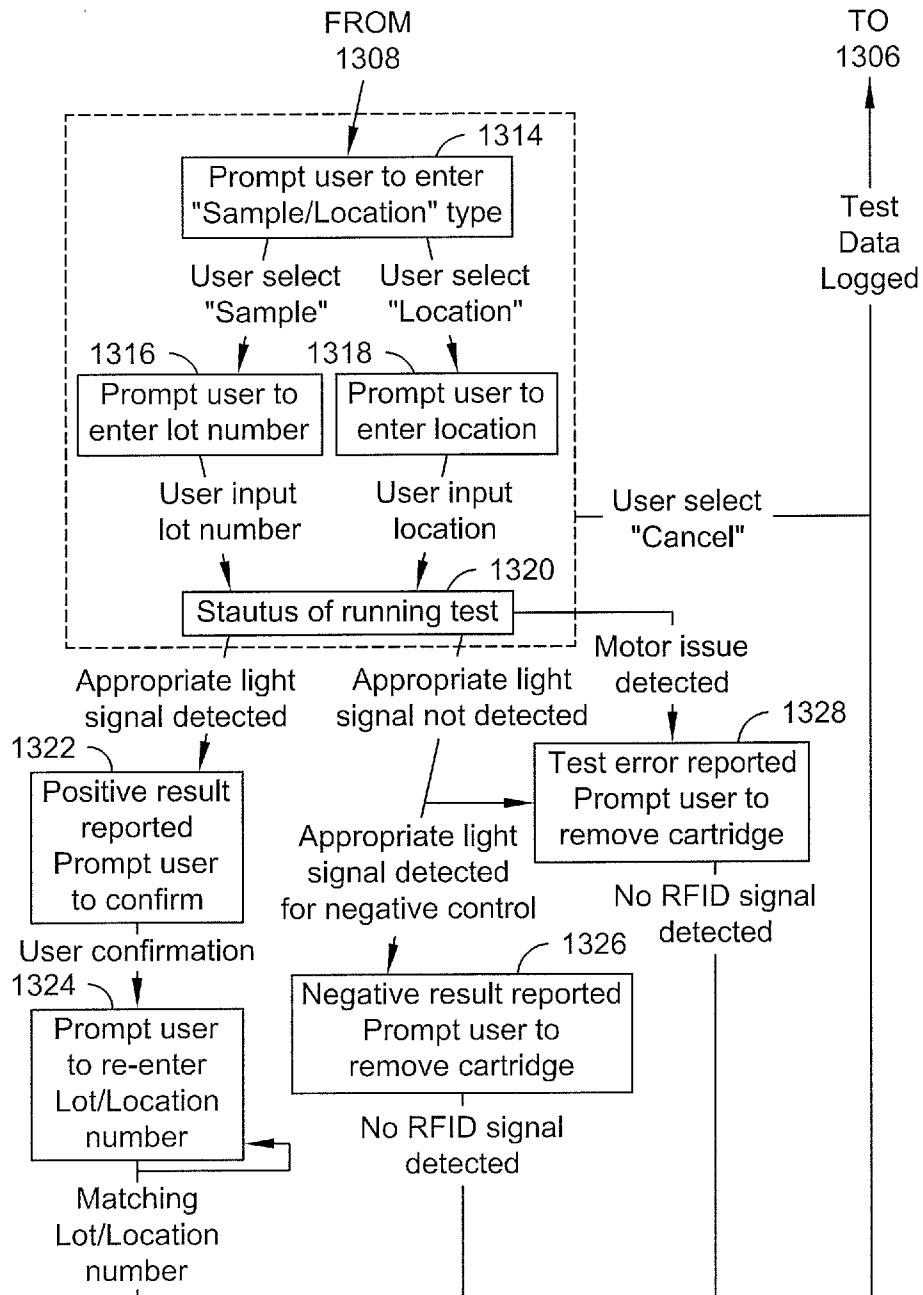 FROM
1308
TO
1306
1314
Prompt user to enter
"Sample/Location" type
Test
Data
Logged
User select
"Sample"
User select
"Location"
1316
1318
Prompt user to
enter lot number
Prompt user to
enter location
User input
lot number
User input
location
User select
"Cancel"
1320
Stautus of running test
Motor issue
detected
Appropriate light
signal detected
Appropriate light
signal not detected
1328
1322
Positive result
reported
Prompt user
to confirm
Test error reported
Prompt user to
remove cartridge
Appropriate light
signal detected
for negative control
No RFID signal
detected
User confirmation
1326
1324
Prompt user
to re-enter
Lot/Location
number
Negative result reported
Prompt user to
remove cartridge
No RFID signal
detected
Matching
Lot/Location
number